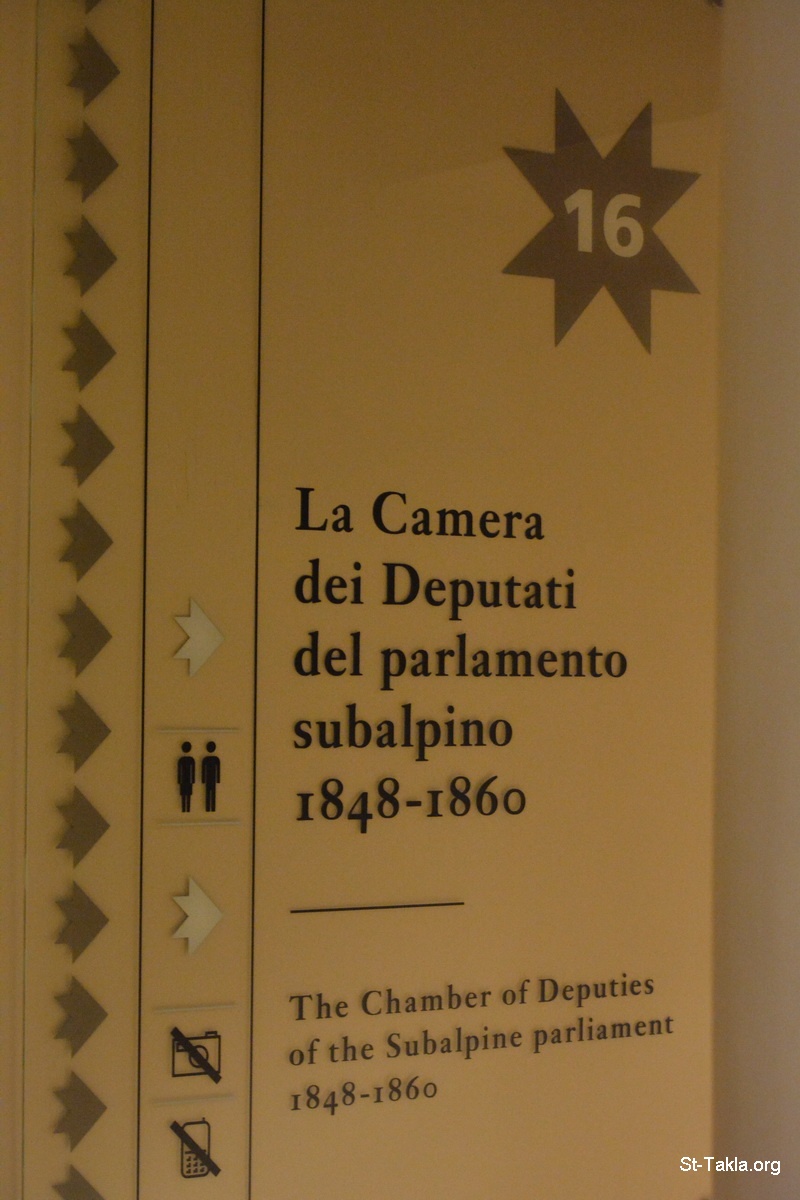 16
La Camera
dei Deputati
del parlamento
subalpino
1848-1860
The Chamber of Deputies
of the Subalpine parliament
1848-1860
St-Takla.org